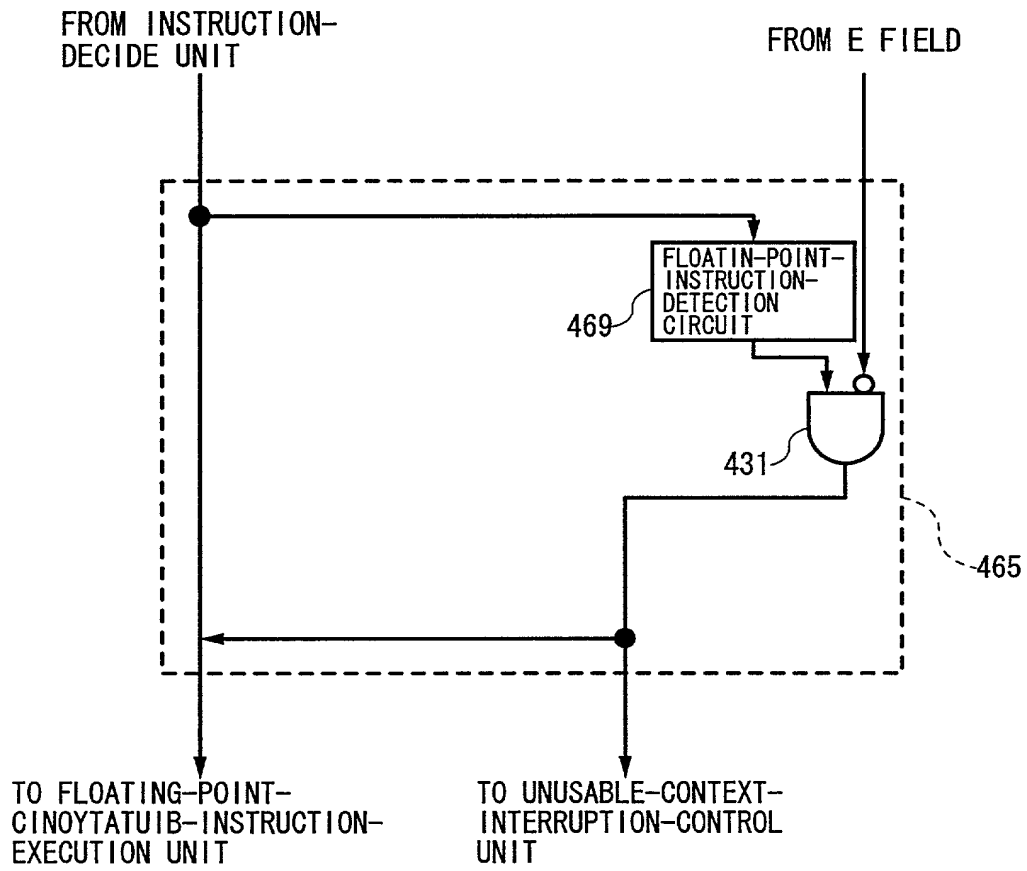 FROM INSTRUCTION-
DECIDE UNIT
FROM E FIELD
FLOATIN-POINT-
INSTRUCTION-
DETECTION
CIRCUIT
469
431
465
TO FLOATING-POINT-
CINOYTATUIB-INSTRUCTION-
EXECUTION UNIT
TO UNUSABLE-CONTEXT-
INTERRUPTION-CONTROL
UNIT